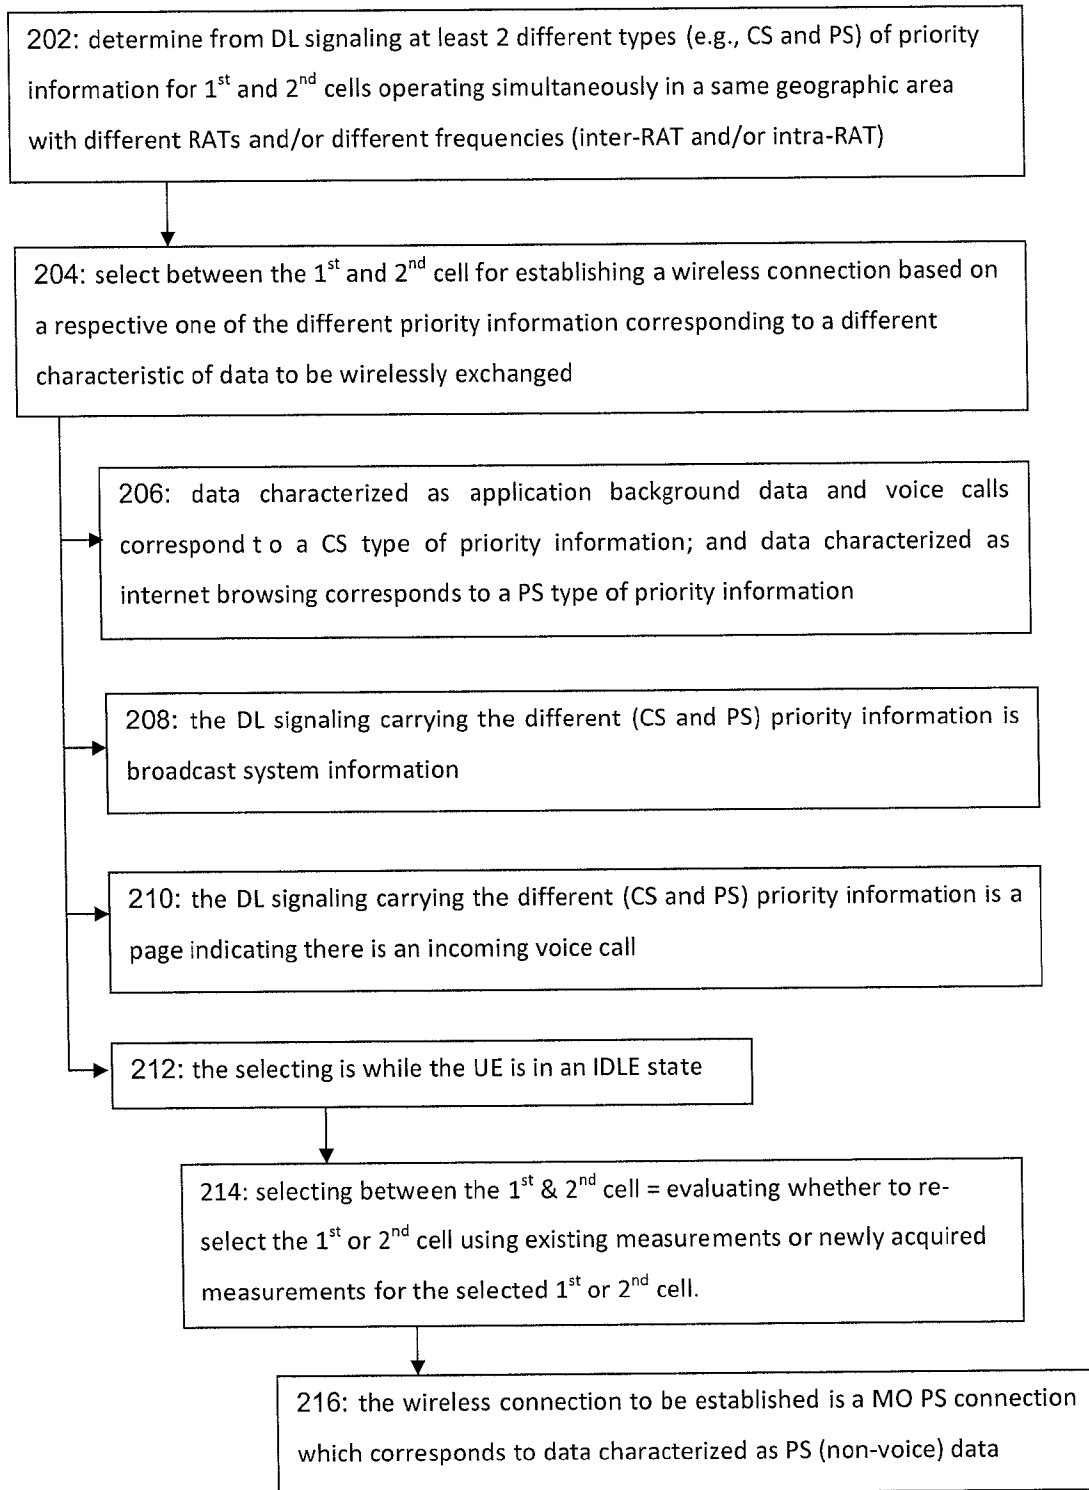 202: determine from DL signaling at least 2 different types (e.g., CS and PS) of priority
information for 1st and 2nd cells operating simultaneously in a same geographic area
with different RATs and/or different frequencies (inter-RAT and/or intra-RAT)
204: select between the 1st and 2nd cell for establishing a wireless connection based on
a respective one of the different priority information corresponding to a different
characteristic of data to be wirelessly exchanged
206: data characterized as application background data and voice calls
correspond t o a CS type of priority information; and data characterized as
internet browsing corresponds to a PS type of priority information
208: the DL signaling carrying the different (CS and PS) priority information is
broadcast system information
210: the DL signaling carrying the different (CS and PS) priority information is a
page indicating there is an incoming voice call
212: the selecting is while the UE is in an IDLE state
214: selecting between the 1st & 2nd cell = evaluating whether to re-
select the 1st or 2nd cell using existing measurements or newly acquired
measurements for the selected 1st or 2nd cell.
216: the wireless connection to be established is a MO PS connection
which corresponds to data characterized as PS (non-voice) data